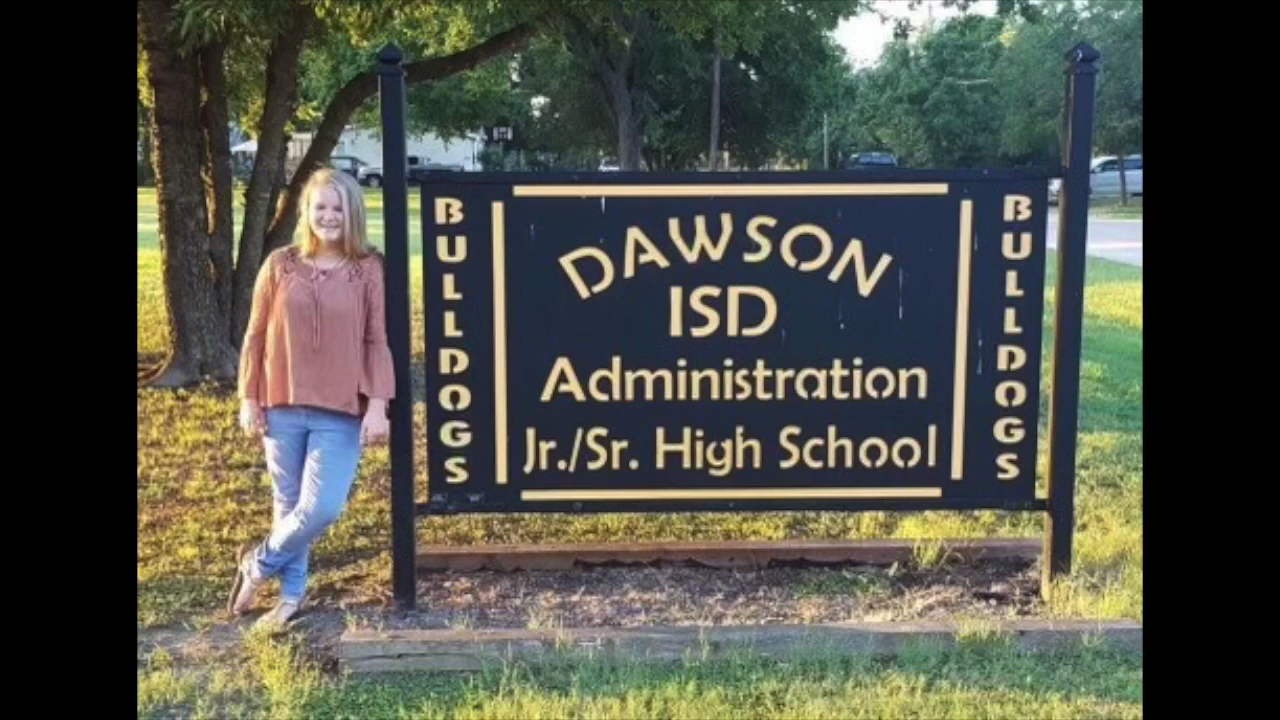 BULLDOGS
DAWSON
ISD
Administration
Jr./Sr. High School
BULLDOGS